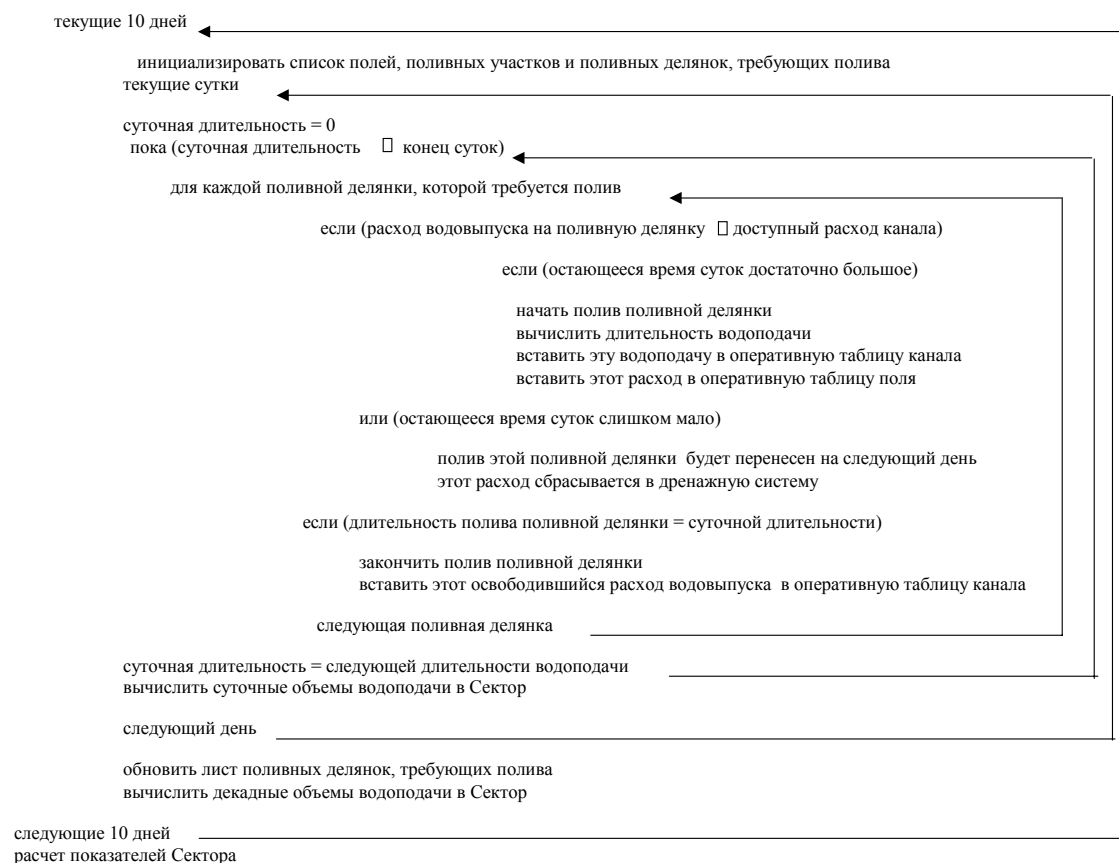 текущие 10 дней
инициализировать список полей, поливных участков и поливных делянок, требующих полива
текущие сутки
суточная длительность = 0
пока (суточная длительность □ конец суток)
для каждой поливной делянки, которой требуется полив
если (расход водовыпуска на поливную делянку □ доступный расход канала)
если (остающееся время суток достаточно большое)
начать полив поливной делянки
вычислить длительность водоподачи
вставить эту водоподачу в оперативную таблицу канала
вставить этот расход в оперативную таблицу поля
или (остающееся время суток слишком мало)
полив этой поливной делянки будет перенесен на следующий день
этот расход сбрасывается в дренажную систему
если (длительность полива поливной делянки = суточной длительности)
закончить полив поливной делянки
вставить этот освободившийся расход водовыпуска в оперативную таблицу канала
следующая поливная делянка
суточная длительность = следующей длительности водоподачи
вычислить суточные объемы водоподачи в Сектор
следующий день
обновить лист поливных делянок, требующих полива
вычислить декадные объемы водоподачи в Сектор
следующие 10 дней
расчет показателей Сектора